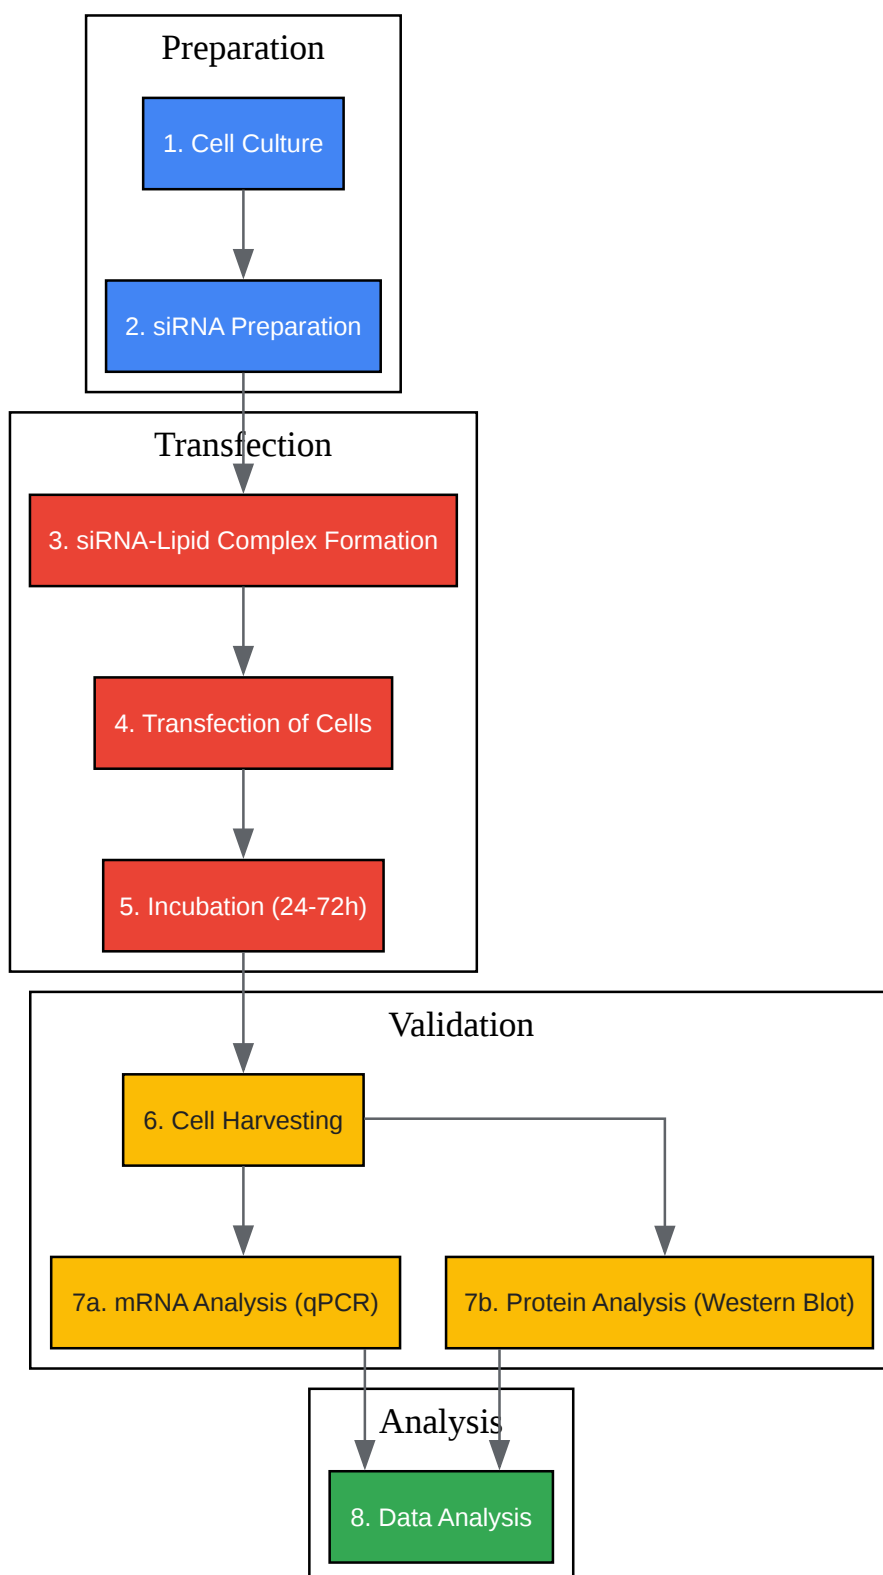 Preparation
1. Cell Culture
2. siRNA Preparation
Transfection
3. siRNA-Lipid Complex Formation
4. Transfection of Cells
5. Incubation (24-72h)
Validation
6. Cell Harvesting
7a. mRNA Analysis (qPCR)
7b. Protein Analysis (Western Blot)
Analysis
8. Data Analysis